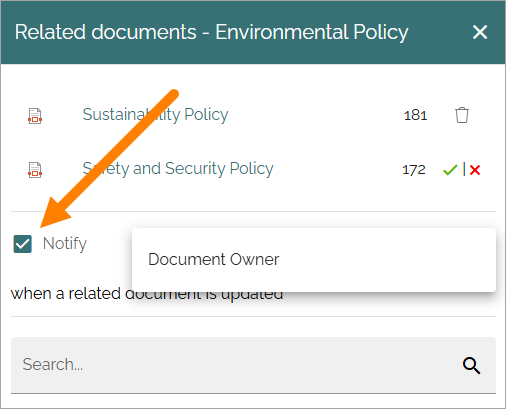 Related documents - Environmental Policy
Sustainability Policy 181
Safety and Security Policy 172
Notify
Document Owner
when a related document is updated
Search...